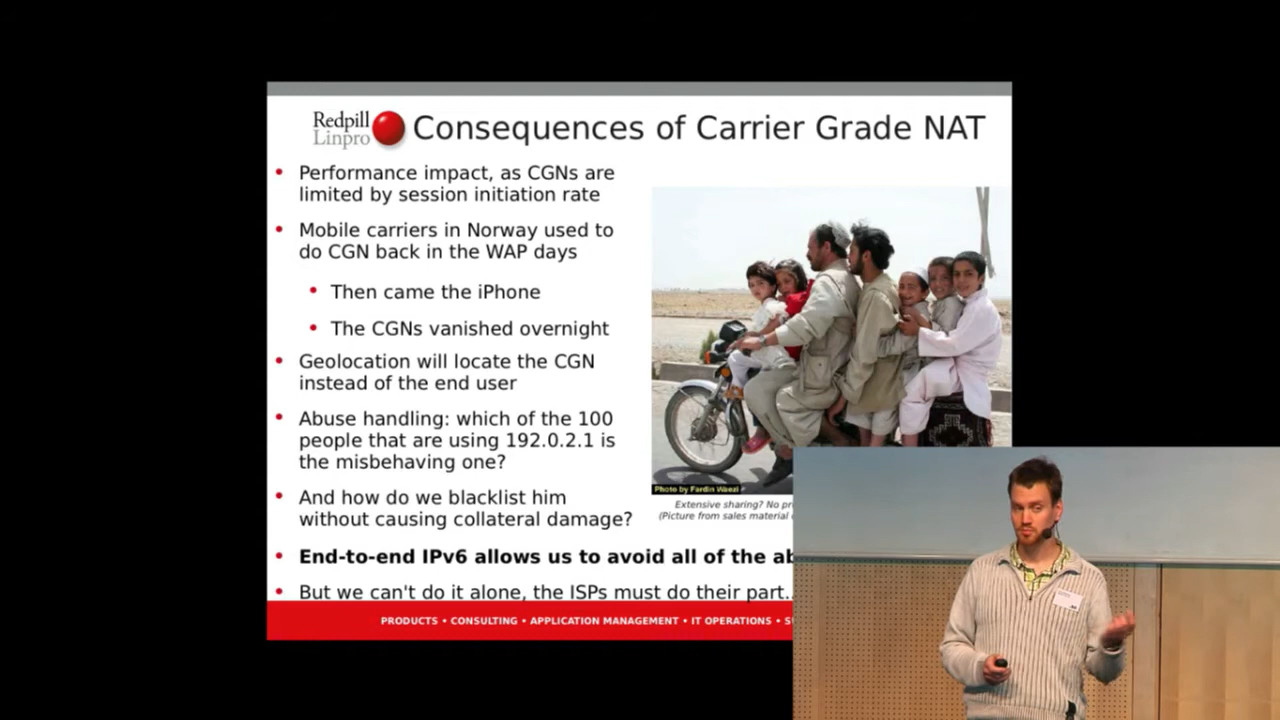 Redpill
Linpro
Consequences of Carrier Grade NAT
• Performance impact, as CGNs are
limited by session initiation rate
• Mobile carriers in Norway used to
do CGN back in the WAP days
• Then came the iPhone
• The CGNs vanished overnight
• Geolocation will locate the CGN
instead of the end user
• Abuse handling: which of the 100
people that are using 192.0.2.1 is
the misbehaving one?
• And how do we blacklist him
without causing collateral damage?
• End-to-end IPv6 allows us to avoid all of the
• But we can't do it alone, the ISPs must do their part..
Photo by Fardin Waezi
Extensive sharing? No
(Picture from sales material
PRODUCTS • CONSULTING • APPLICATION MANAGEMENT • IT OPERATIONS •